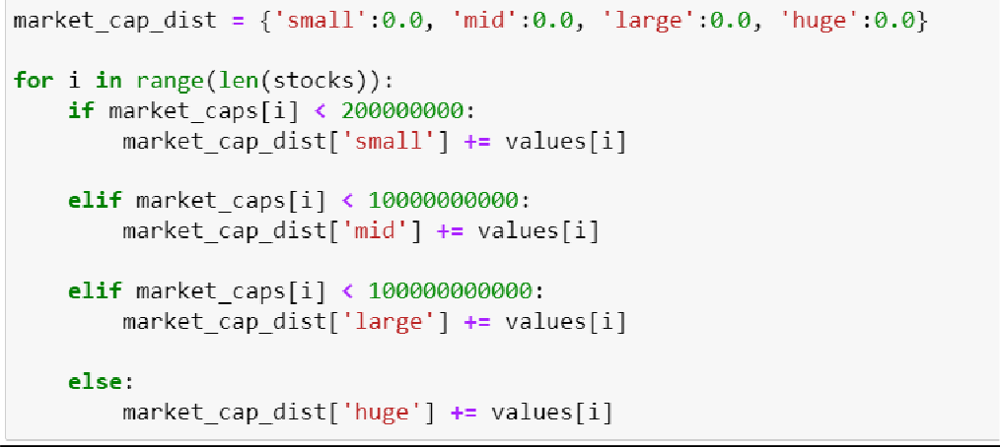 market_cap_dist = {'small':0.0, 'mid':0.0, 'large':0.0, 'huge':0.0}
for i in range(len(stocks)):
    if market_caps[i] < 200000000:
        market_cap_dist['small'] += values[i]
    elif market_caps[i] < 10000000000:
        market_cap_dist['mid'] += values[i]
    elif market_caps[i] < 100000000000:
        market_cap_dist['large'] += values[i]
    else:
        market_cap_dist['huge'] += values[i]